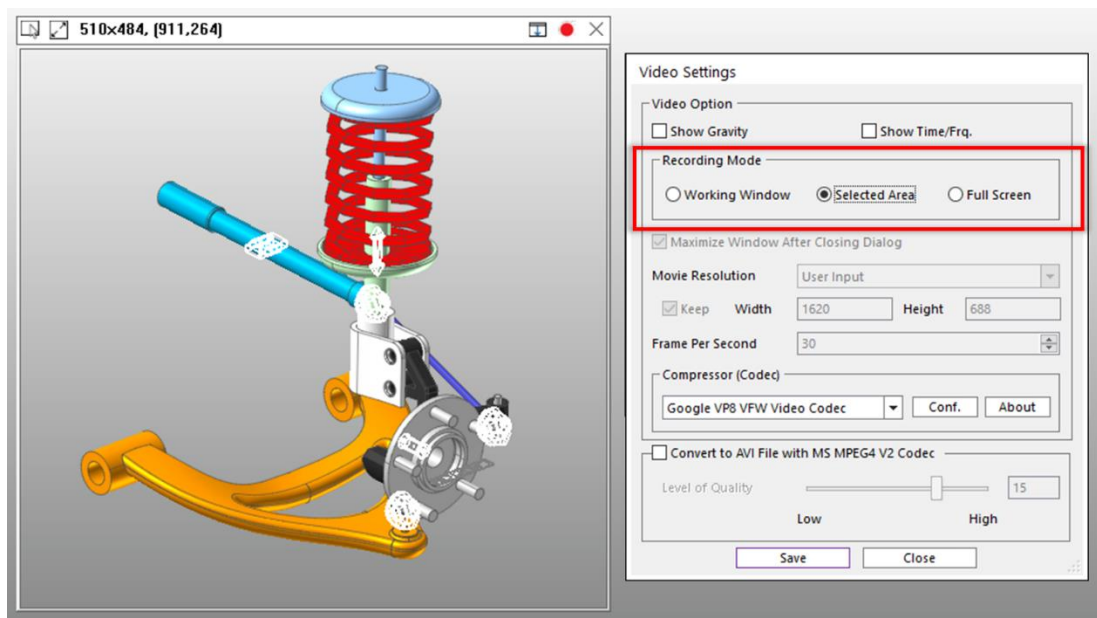 510×484, (911,264)
Video Settings
Video Option
Show Gravity
Show Time/Frq.
Recording Mode
Working Window
Selected Area
Full Screen
Maximize Window After Closing Dialog
Movie Resolution
User Input
Keep
Width
1620
Height
688
Frame Per Second
30
Compressor (Codec)
Google VP8 VFW Video Codec
Conf.
About
Convert to AVI File with MS MPEG4 V2 Codec
Level of Quality
15
Low
High
Save
Close